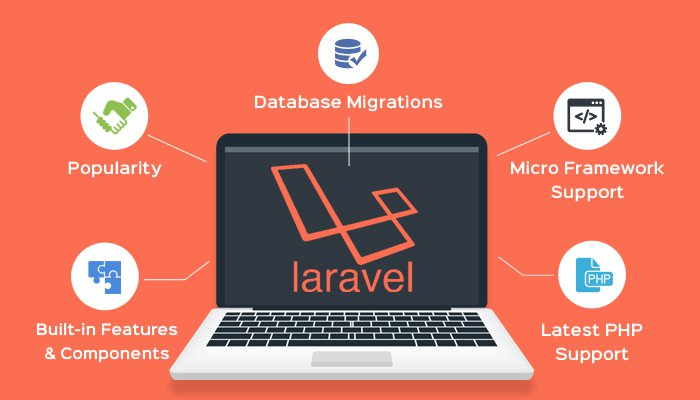 Database Migrations
Popularity
</>
Micro Framework
Support
laravel
Built-in Features
& Components
PHP
Latest PHP
Support